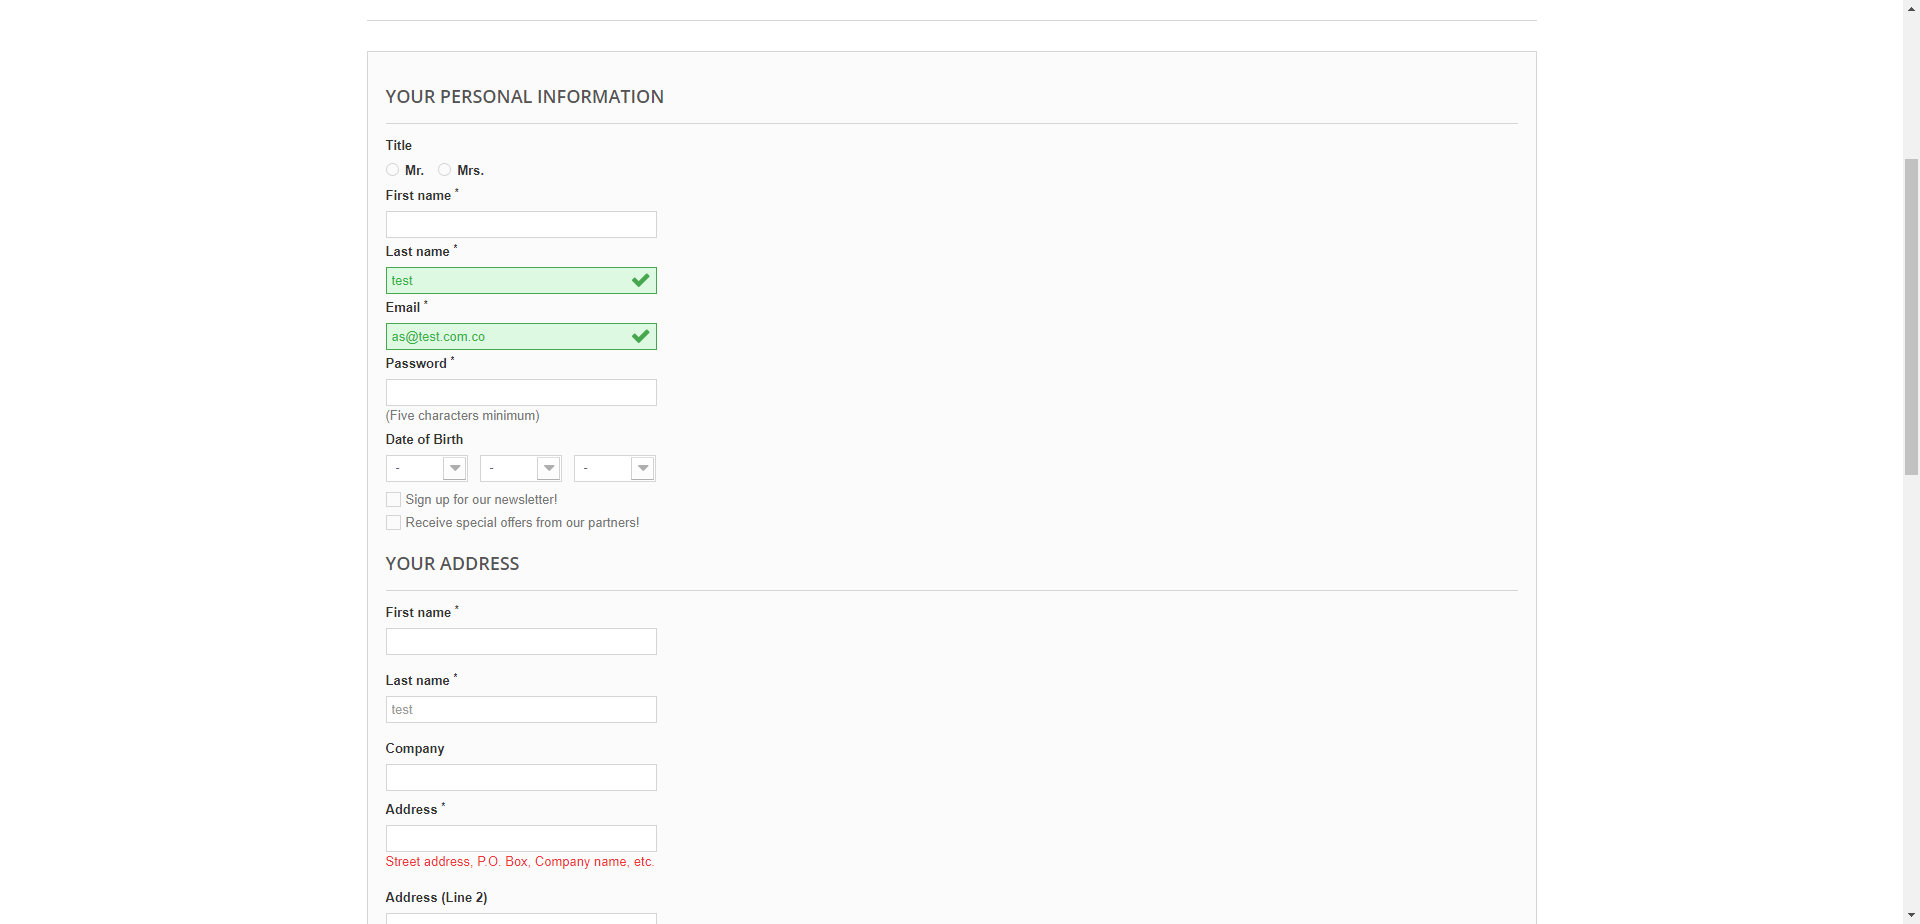 YOUR PERSONAL INFORMATION
Title
Mr. Mrs.
First name *
Last name *
test
Email *
as@test.com.co
Password *
(Five characters minimum)
Date of Birth
- - -
Sign up for our newsletter!
Receive special offers from our partners!
YOUR ADDRESS
First name *
Last name *
test
Company
Address *
Street address, P.O. Box, Company name, etc.
Address (Line 2)